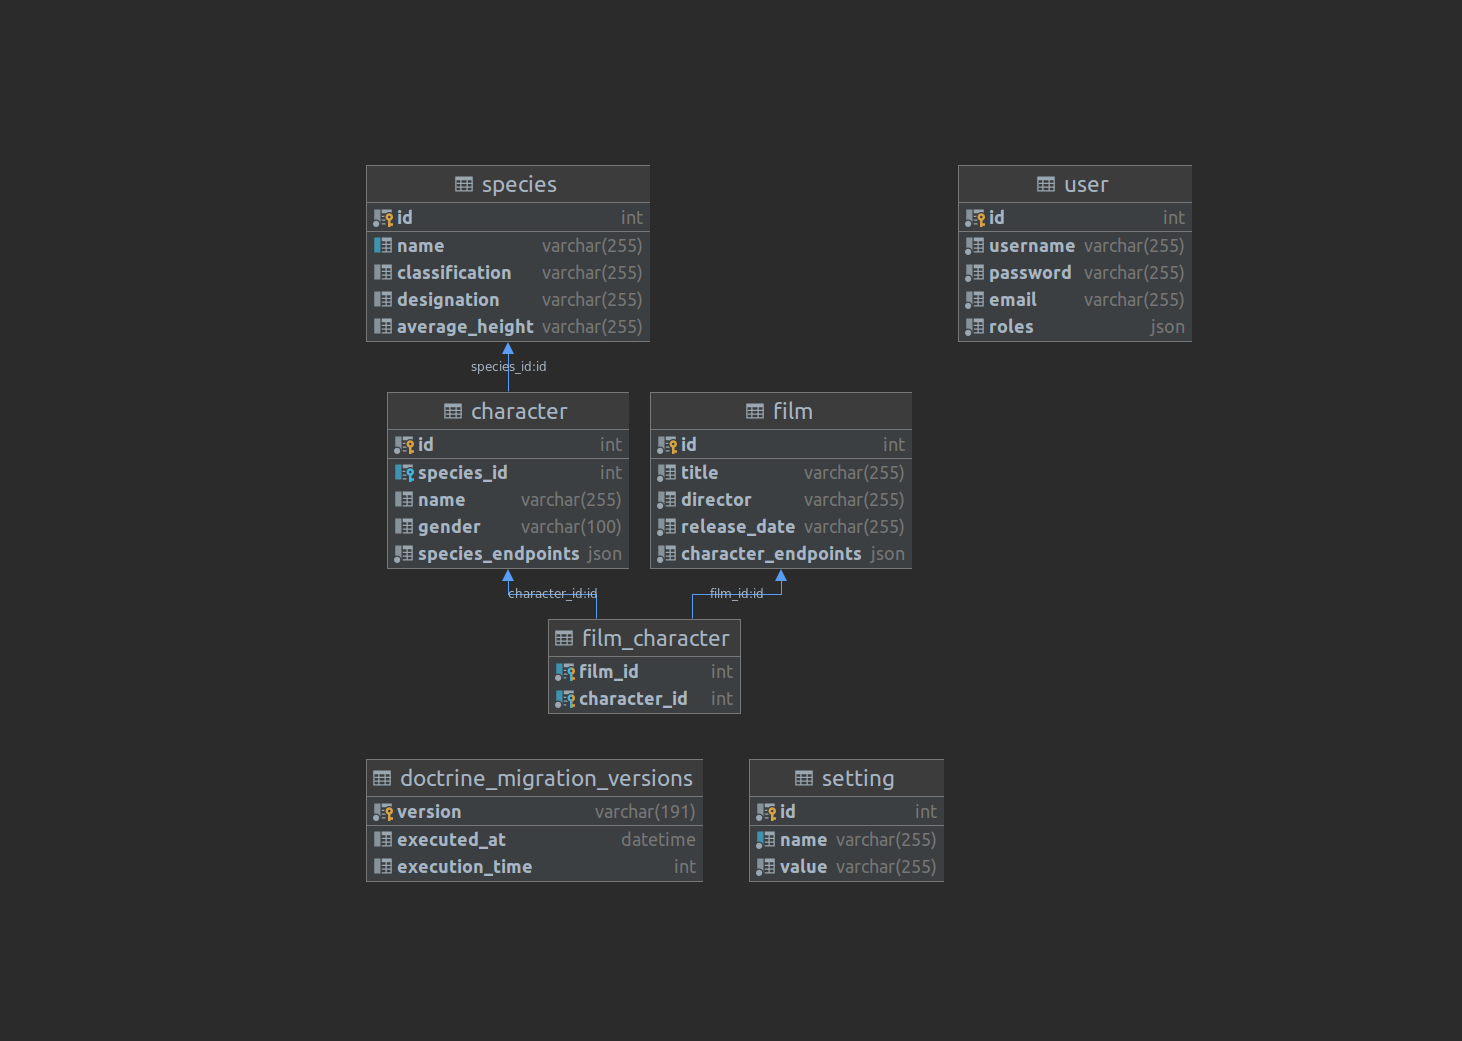 species
id int
name varchar(255)
classification varchar(255)
designation varchar(255)
average_height varchar(255)
user
id int
username varchar(255)
password varchar(255)
email varchar(255)
roles json
species_id:id
character
id int
species_id int
name varchar(255)
gender varchar(100)
species_endpoints json
film
id int
title varchar(255)
director varchar(255)
release_date varchar(255)
character_endpoints json
character_id:id
film_id:id
film_character
film_id int
character_id int
doctrine_migration_versions
version varchar(191)
executed_at datetime
execution_time int
setting
id int
name varchar(255)
value varchar(255)